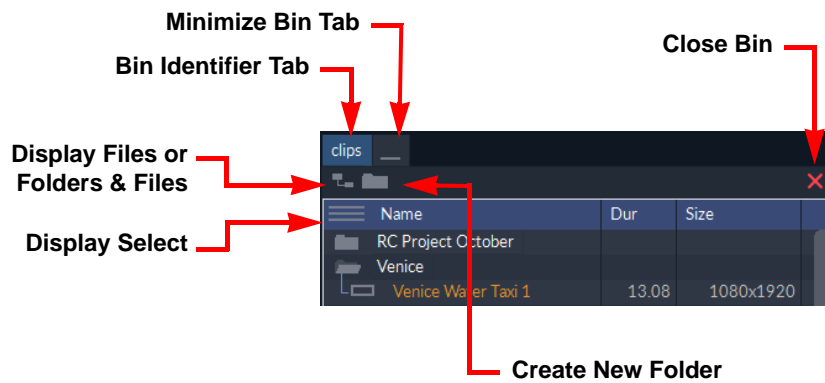 Minimize Bin Tab
Close Bin
Bin Identifier Tab
clips
Display Files or
Folders & Files
Name Dur Size
Display Select
RC Project October
Venice
Venice Water Taxi 1 13.08 1080x1920
Create New Folder